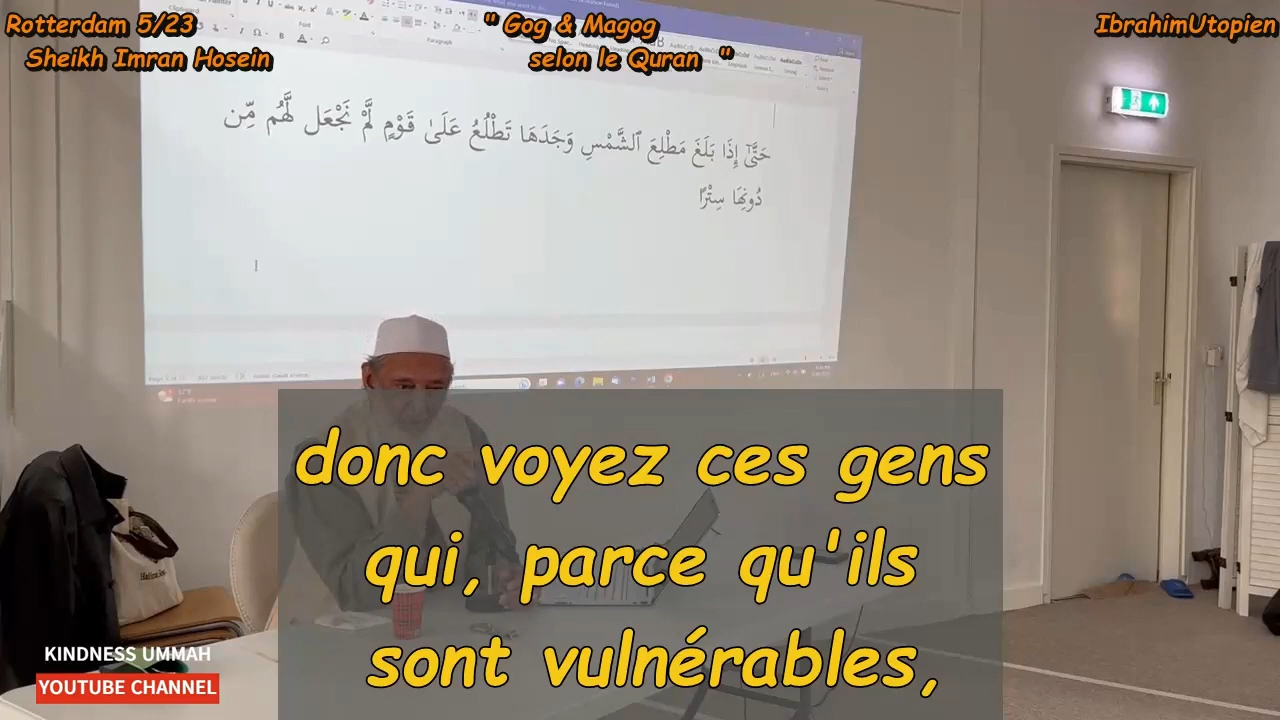 Rotterdam 5/23
Sheikh Imran Hosein
" Gog & Magog
selon le Quran "
IbrahimUtopien
Paragraph
حَتَّىٰٓ إِذَا بَلَغَ مَطْلِعَ ٱلشَّمْسِ وَجَدَهَا تَطْلُعُ عَلَىٰ قَوْمٍ لَّمْ نَجْعَل لَّهُم مِّن
دُونِهَا سِتْرًا
donc voyez ces gens
qui, parce qu'ils
sont vulnérables,
KINDNESS UMMAH
YOUTUBE CHANNEL